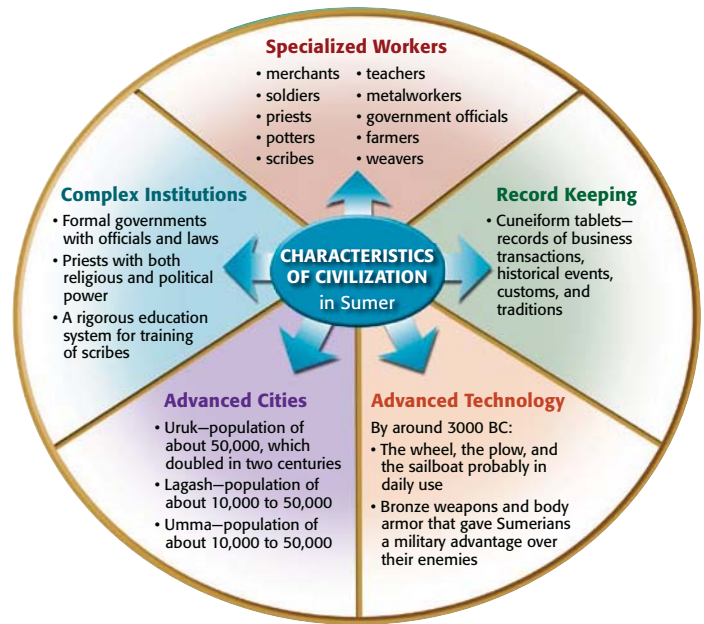 Specialized Workers
• merchants
• soldiers
• priests
• potters
• scribes
• teachers
• metalworkers
• government officials
• farmers
• weavers
Complex Institutions
• Formal governments
with officials and laws
• Priests with both
religious and political
power
• A rigorous education
system for training
of scribes
CHARACTERISTICS
OF CIVILIZATION
in Sumer
Record Keeping
• Cuneiform tablets—
records of business
transactions,
historical events,
customs, and
traditions
Advanced Cities
• Uruk—population of
about 50,000, which
doubled in two centuries
• Lagash—population of
about 10,000 to 50,000
• Umma—population of
about 10,000 to 50,000
Advanced Technology
By around 3000 BC:
• The wheel, the plow, and
the sailboat probably in
daily use
• Bronze weapons and body
armor that gave Sumerians
a military advantage over
their enemies